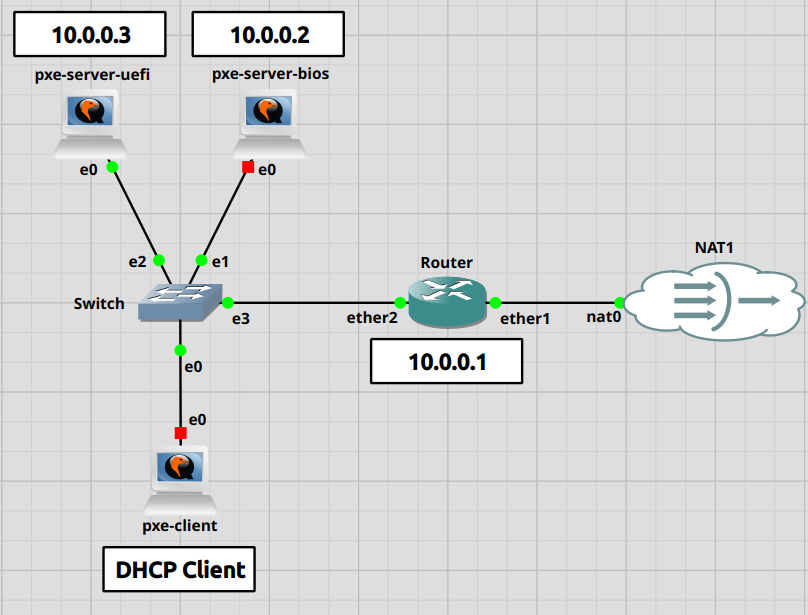 10.0.0.3
10.0.0.2
pxe-server-uefi
pxe-server-bios
e0
e0
e2
e1
Switch
e3
Router
NAT1
ether2
ether1
nat0
10.0.0.1
e0
e0
pxe-client
DHCP Client